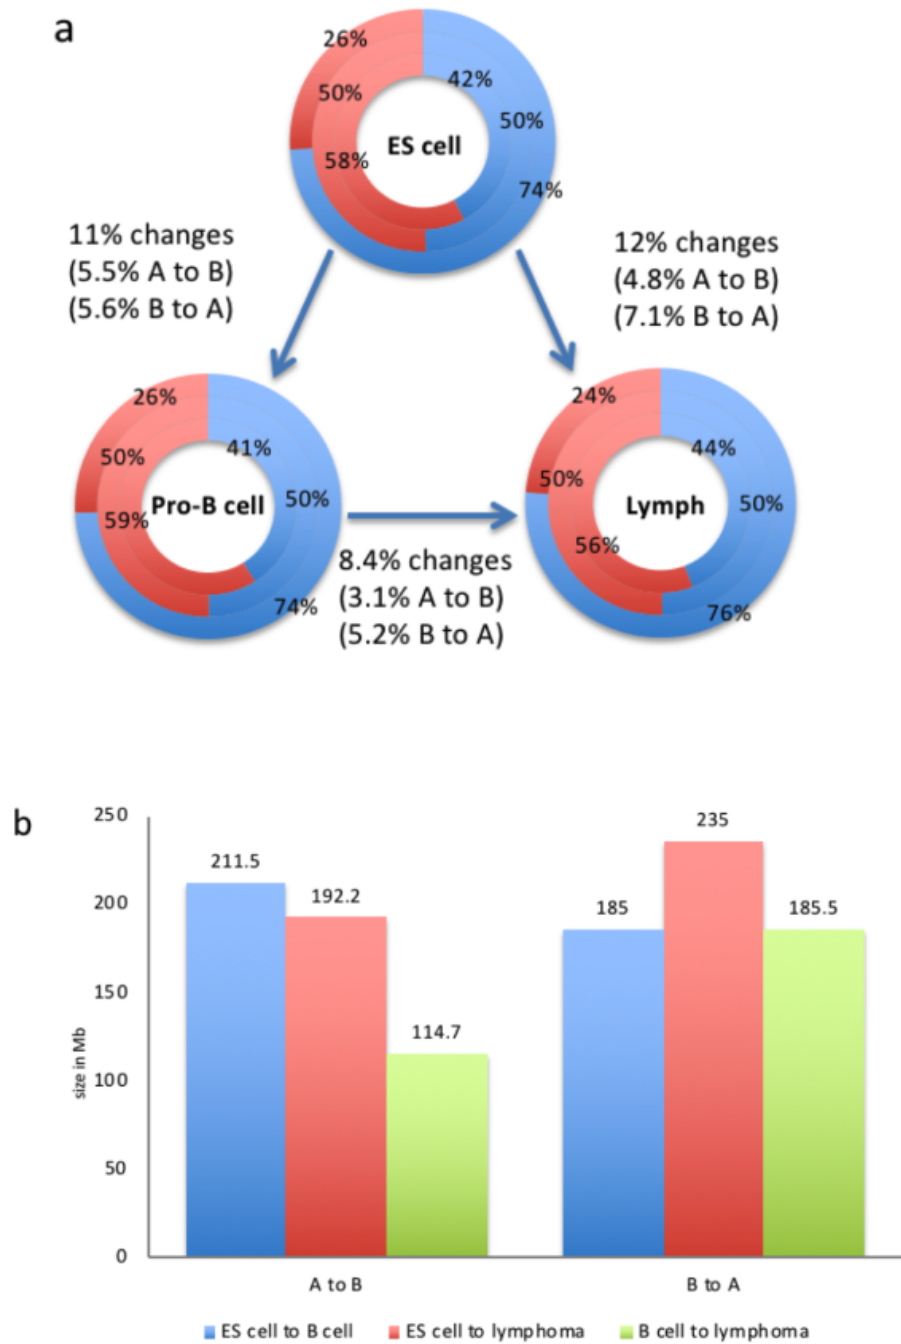 a
26%
42%
50%
50%
ES cell
58%
74%
11% changes
(5.5% A to B)
(5.6% B to A)
12% changes
(4.8% A to B)
(7.1% B to A)
26%
41%
50%
50%
Pro-B cell
59%
74%
8.4% changes
(3.1% A to B)
(5.2% B to A)
24%
44%
50%
50%
Lymph
56%
76%
b
250
200
150
100
50
0
size in Mb
211.5
192.2
114.7
185
235
185.5
A to B
B to A
ES cell to B cell
ES cell to lymphoma
B cell to lymphoma